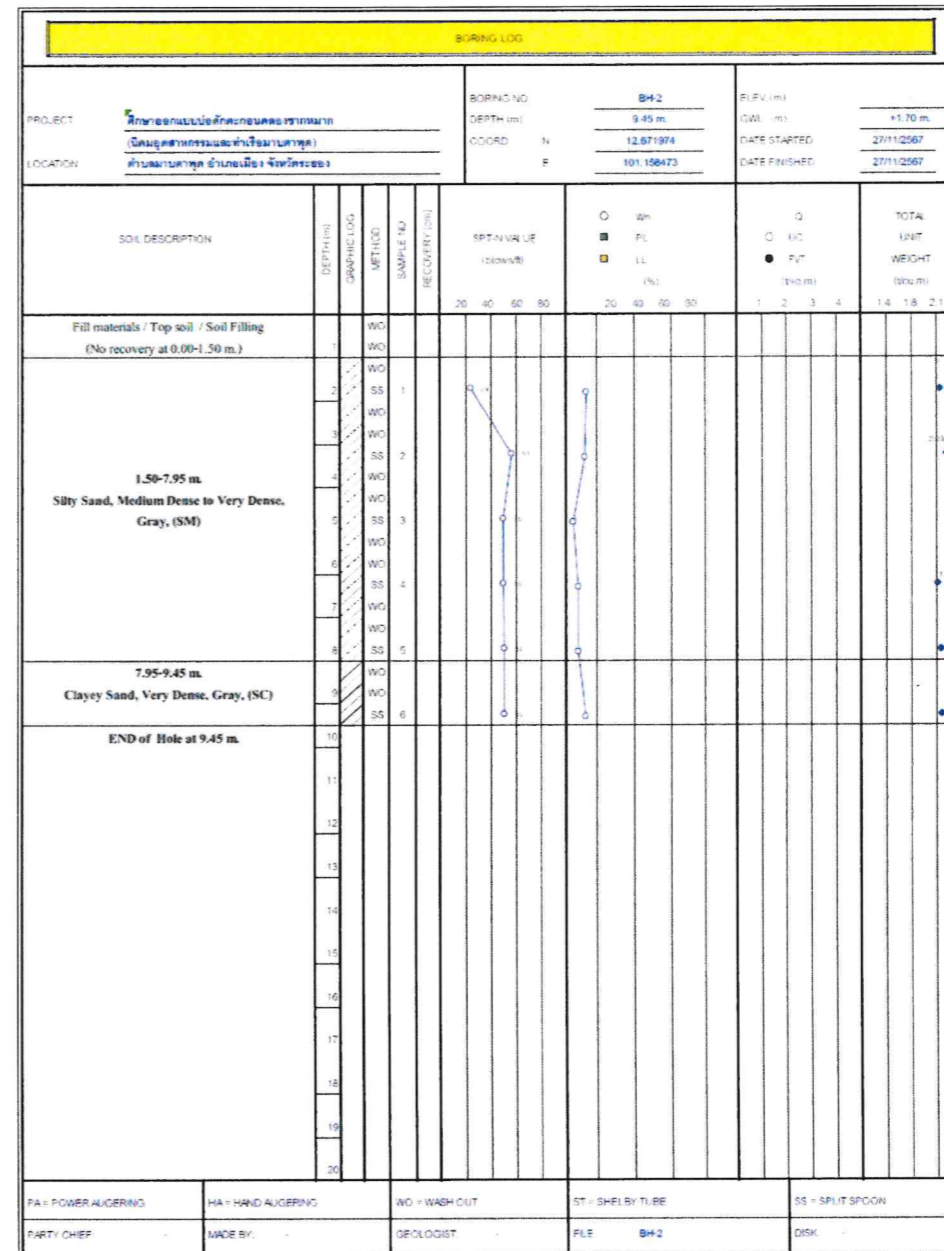 BORING LOG
PROJECT ศึกษาออกแบบบ่อดักตะกอนคลองซากหมาก
(นิคมอุตสาหกรรมและท่าเรือมาบตาพุด)
LOCATION ตำบลมาบตาพุด อำเภอเมือง จังหวัดระยอง
BORING NO BH-2
DEPTH (m) 9.45 m.
COORD N 12.671974
E 101.158473
ELEV. (m) -
GWL. (m) +1.70 m.
DATE STARTED 27/11/2567
DATE FINISHED 27/11/2567
SOIL DESCRIPTION
DEPTH (m)
GRAPHIC LOG
METHOD
SAMPLE NO
RECOVERY (cm)
SPT-N VALUE
(blows/ft)
20 40 60 80
Wn
PL
LL
(%)
20 40 60 80
Q
UC
FVT
1 2 3 4
TOTAL
UNIT
WEIGHT
1.4 1.8 2.1
Fill materials / Top soil / Soil Filling WO
(No recovery at 0.00-1.50 m.) 1 WO
WO
2 SS 1
WO
3 WO
SS 2
1.50-7.95 m. 4 WO
Silty Sand, Medium Dense to Very Dense, WO
Gray, (SM) 5 SS 3
WO
6 WO
SS 4
7 WO
WO
8 SS 5
7.95-9.45 m. WO
Clayey Sand, Very Dense, Gray, (SC) 9 WO
SS 6
END of Hole at 9.45 m. 10
11
12
13
14
15
16
17
18
19
20
PA = POWER AUGERING HA = HAND AUGERING WO = WASH OUT ST = SHELBY TUBE SS = SPLIT SPOON
PARTY CHIEF - MADE BY: - GEOLOGIST: - FILE BH-2 DISK -